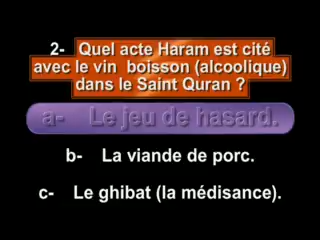 2- Quel acte Haram est cité
avec le vin boisson (alcoolique)
dans le Saint Quran ?
a- Le jeu de hasard.
b- La viande de porc.
c- Le ghibat (la médisance).